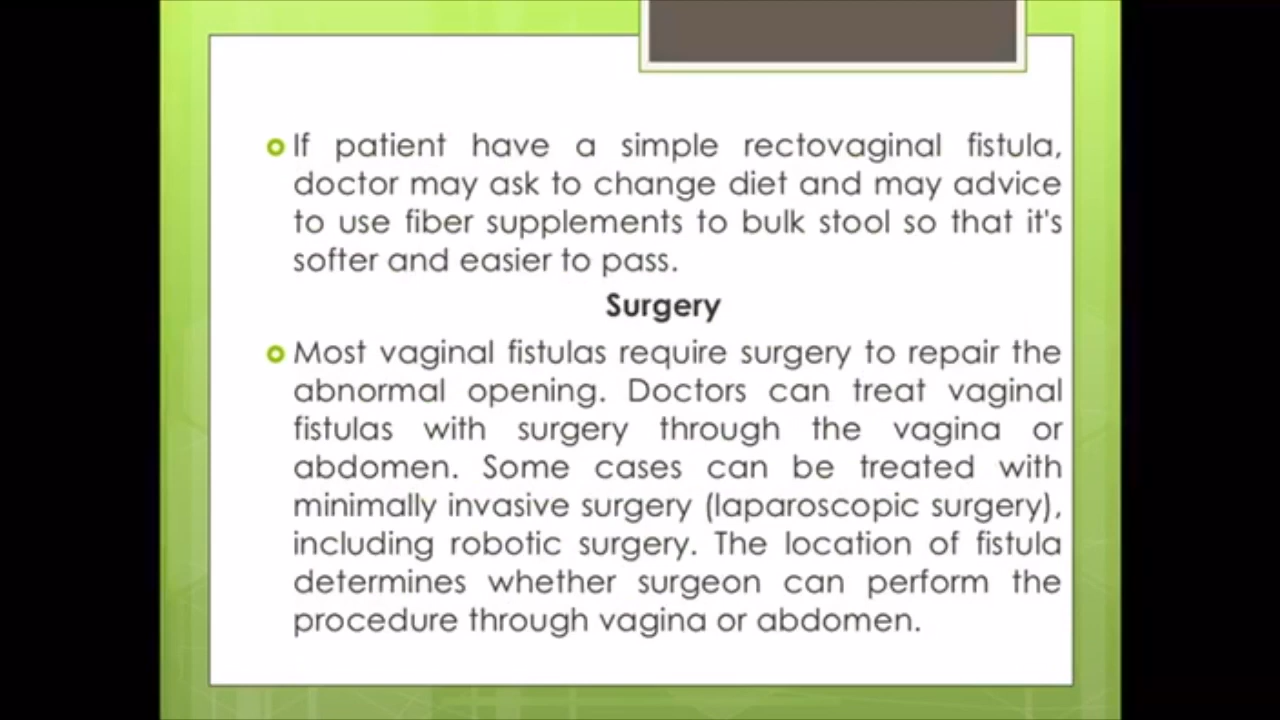 If patient have a simple rectovaginal fistula,
doctor may ask to change diet and may advice
to use fiber supplements to bulk stool so that it's
softer and easier to pass.
Surgery
Most vaginal fistulas require surgery to repair the
abnormal opening. Doctors can treat vaginal
fistulas with surgery through the vagina or
abdomen. Some cases can be treated with
minimally invasive surgery (laparoscopic surgery),
including robotic surgery. The location of fistula
determines whether surgeon can perform the
procedure through vagina or abdomen.